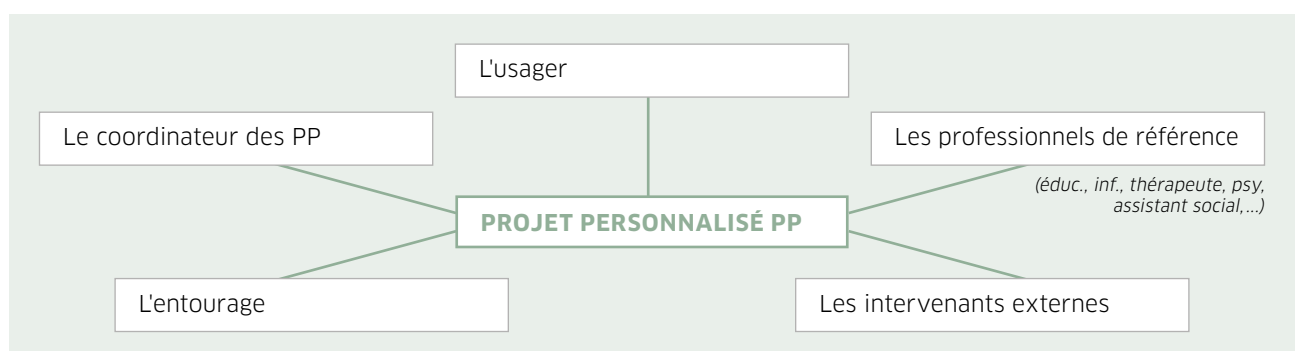 L'usager
Le coordinateur des PP
Les professionnels de référence
(éduc., inf., thérapeute, psy,
assistant social,...)
PROJET PERSONNALISÉ PP
L'entourage
Les intervenants externes